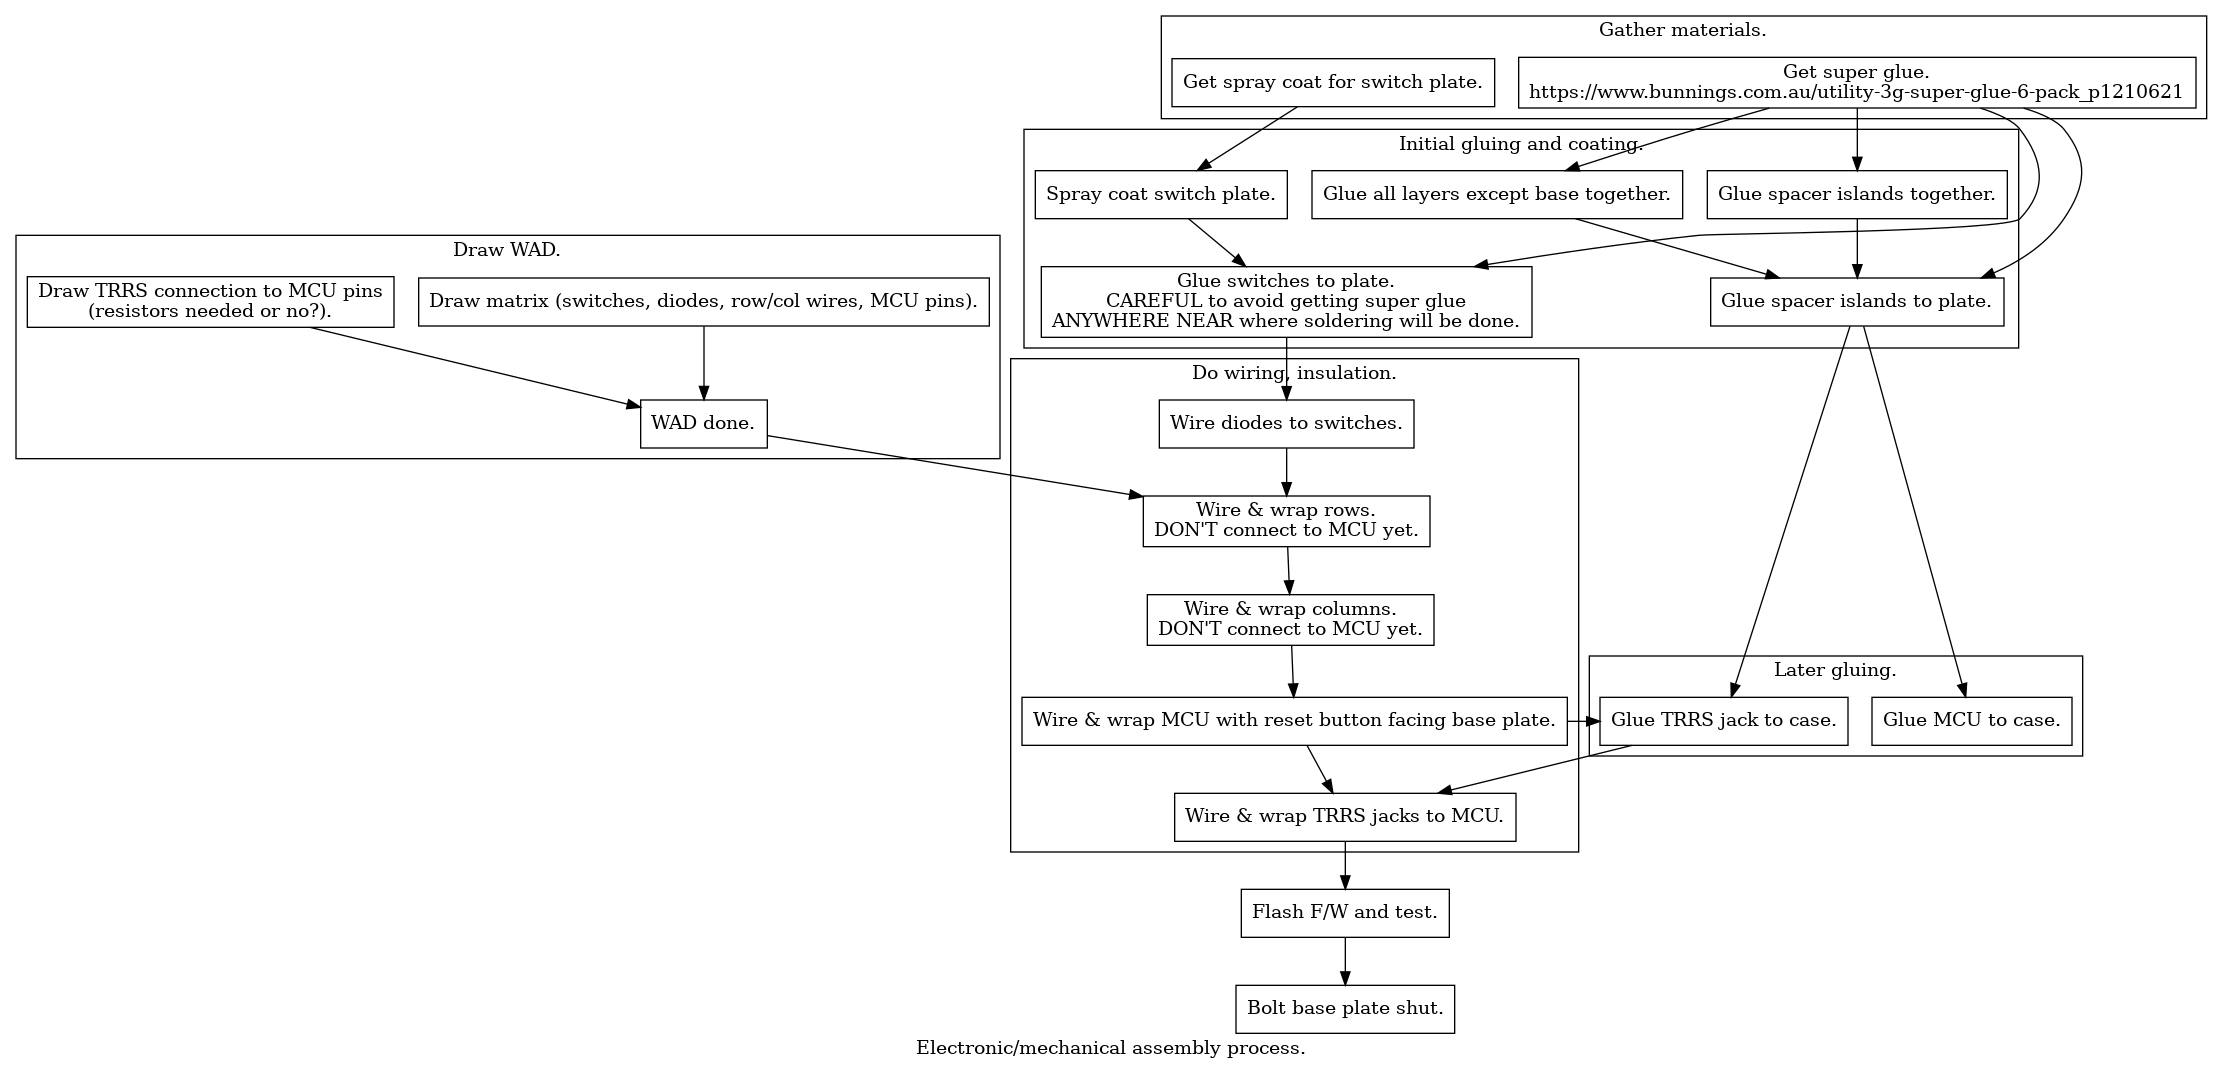 Gather materials.
Get spray coat for switch plate.
Get super glue.
https://www.bunnings.com.au/utility-3g-super-glue-6-pack_p1210621
Initial gluing and coating.
Spray coat switch plate.
Glue all layers except base together.
Glue spacer islands together.
Draw WAD.
Draw TRRS connection to MCU pins
(resistors needed or no?).
Draw matrix (switches, diodes, row/col wires, MCU pins).
Glue switches to plate.
CAREFUL to avoid getting super glue
ANYWHERE NEAR where soldering will be done.
Glue spacer islands to plate.
Do wiring, insulation.
WAD done.
Wire diodes to switches.
Wire & wrap rows.
DON'T connect to MCU yet.
Wire & wrap columns.
DON'T connect to MCU yet.
Later gluing.
Wire & wrap MCU with reset button facing base plate.
Glue TRRS jack to case.
Glue MCU to case.
Wire & wrap TRRS jacks to MCU.
Flash F/W and test.
Bolt base plate shut.
Electronic/mechanical assembly process.